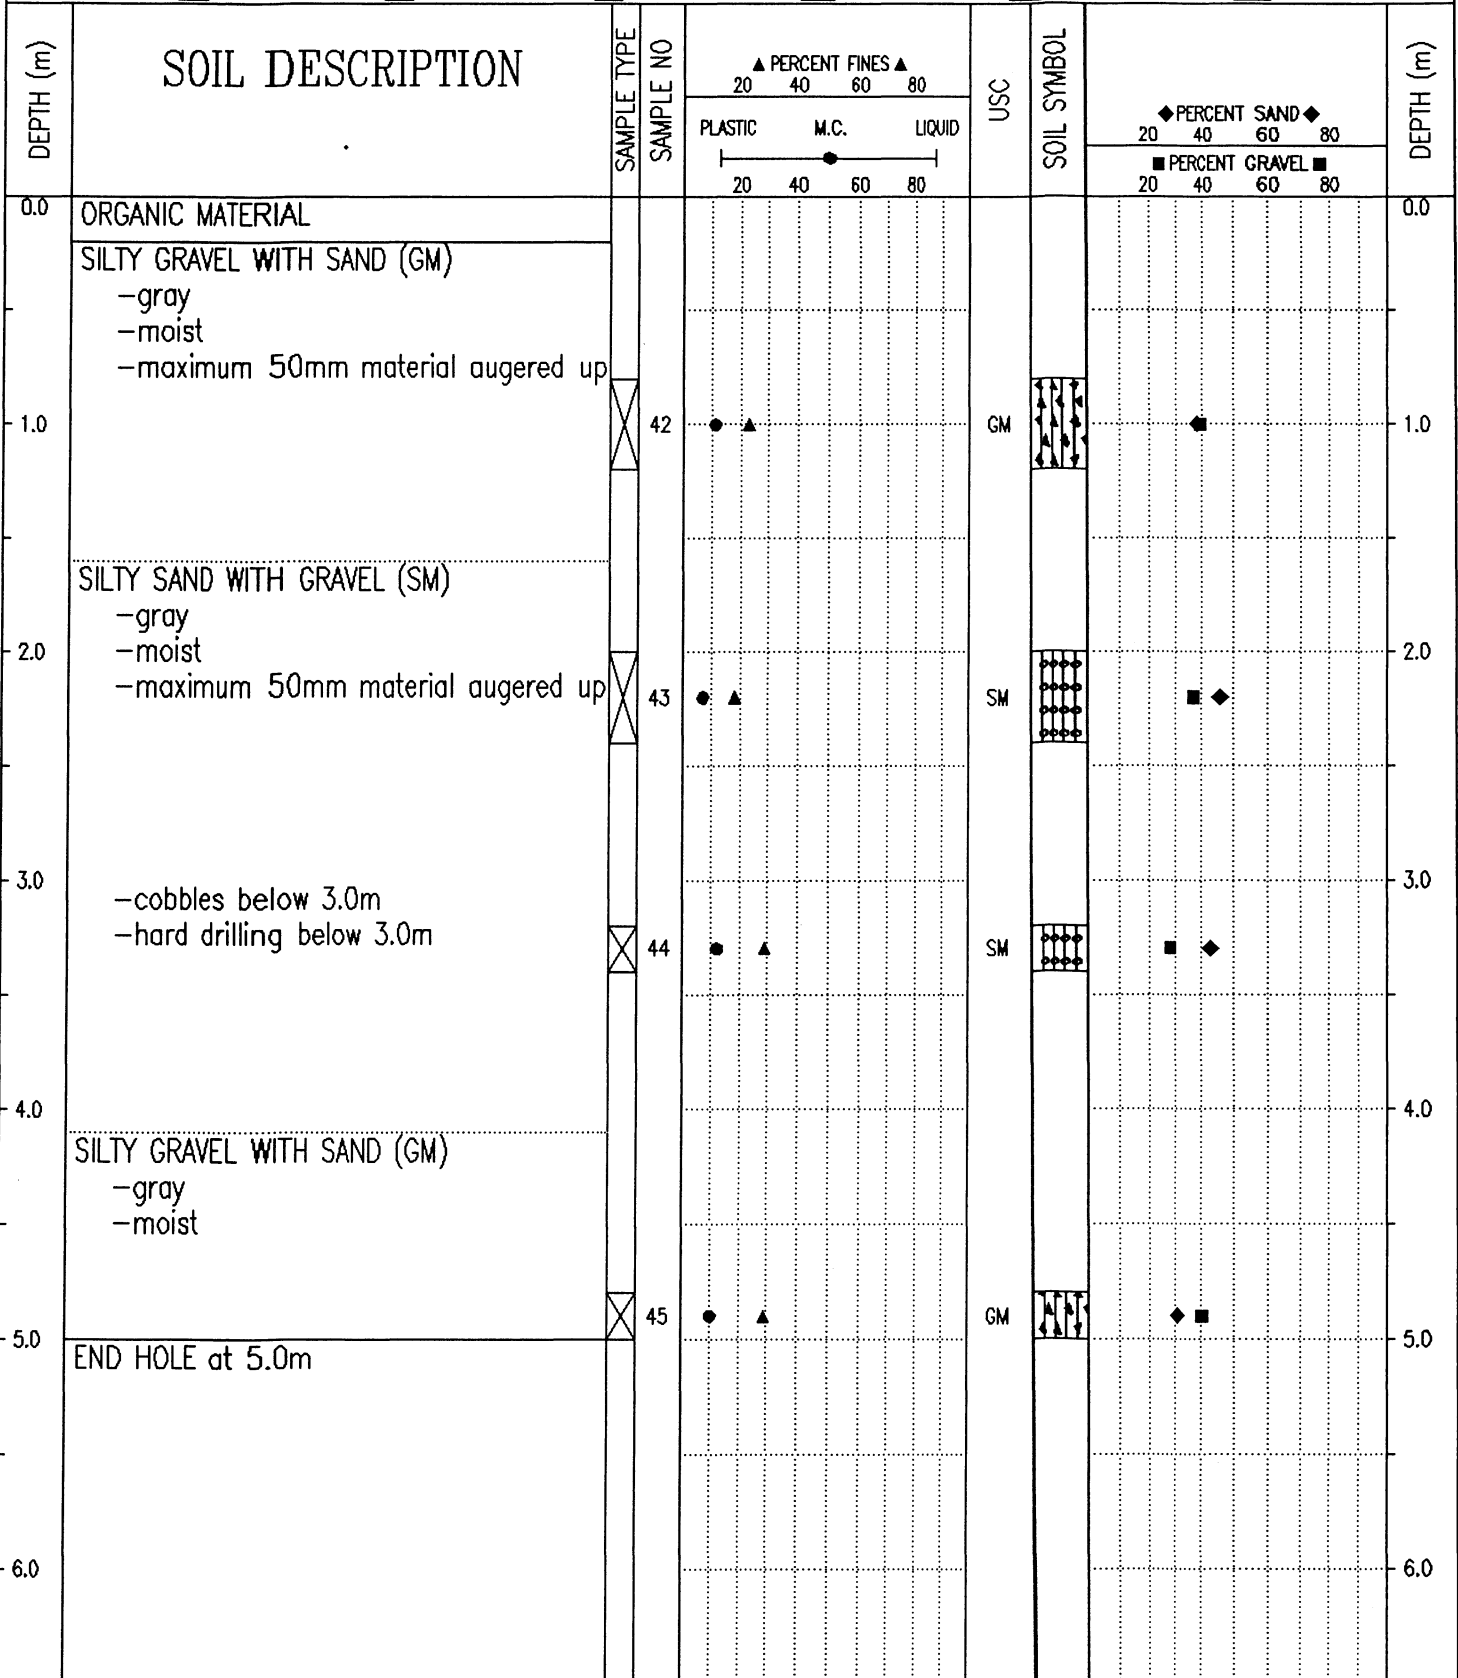 DEPTH (m)
SOIL DESCRIPTION
SAMPLE TYPE
SAMPLE NO
▲ PERCENT FINES ▲
20 40 60 80
PLASTIC M.C. LIQUID
20 40 60 80
USC
SOIL SYMBOL
◆PERCENT SAND◆
20 40 60 80
■PERCENT GRAVEL■
20 40 60 80
DEPTH (m)
0.0 ORGANIC MATERIAL 0.0
SILTY GRAVEL WITH SAND (GM)
-gray
-moist
-maximum 50mm material augered up
1.0 42 GM 1.0
SILTY SAND WITH GRAVEL (SM)
-gray
2.0 -moist 2.0
-maximum 50mm material augered up 43 SM
3.0 3.0
-cobbles below 3.0m
-hard drilling below 3.0m 44 SM
4.0 4.0
SILTY GRAVEL WITH SAND (GM)
-gray
-moist
45 GM
5.0 5.0
END HOLE at 5.0m
6.0 6.0